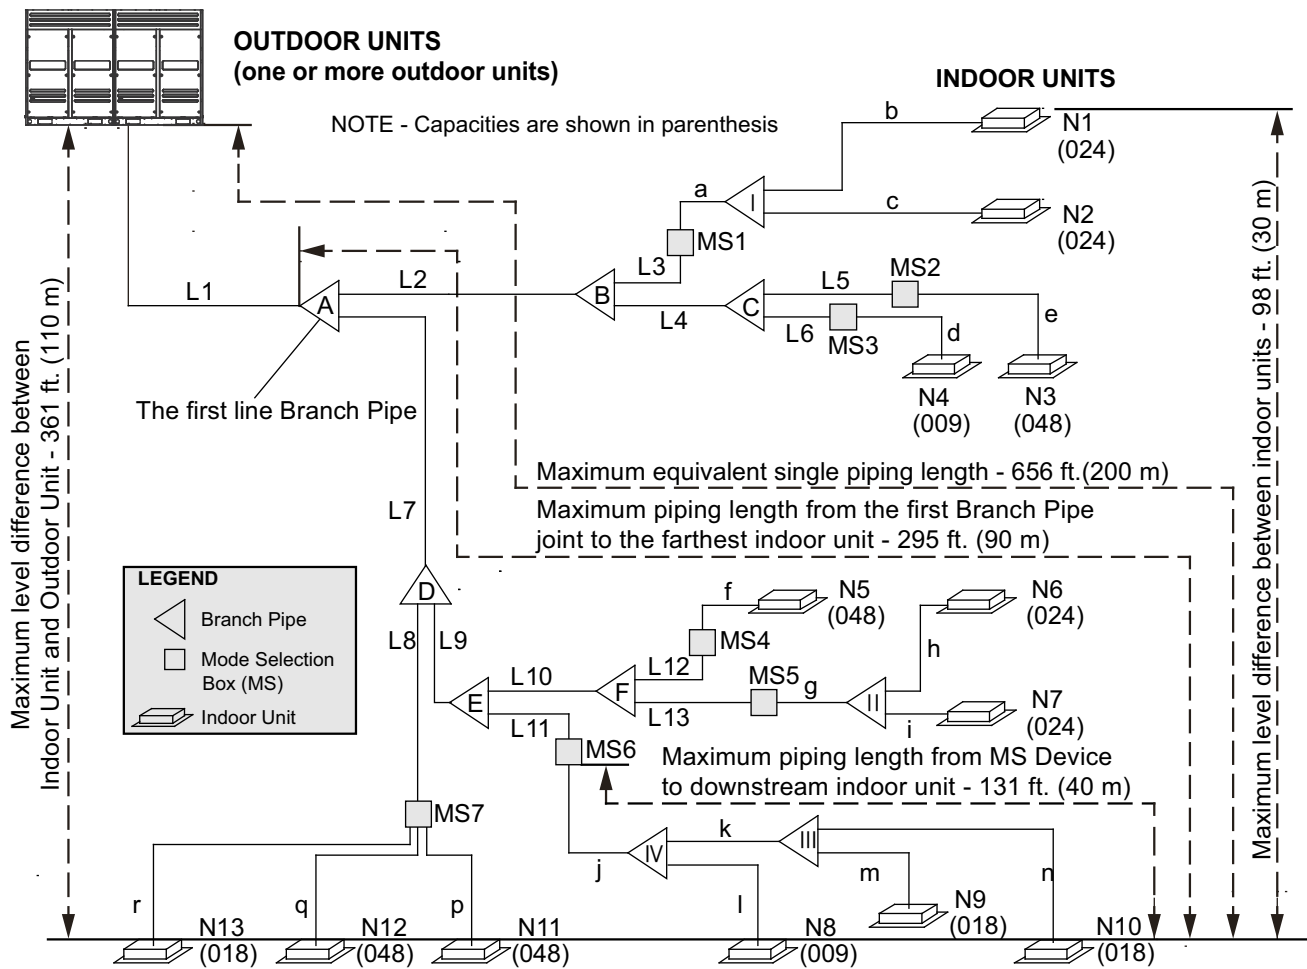 OUTDOOR UNITS
(one or more outdoor units)
INDOOR UNITS
NOTE - Capacities are shown in parenthesis
b
N1
(024)
a
I
c
N2
(024)
MS1
L3
MS2
L1
L2
A
B
L5
C
L4
L6
MS3
d
e
The first line Branch Pipe
N4
(009)
N3
(048)
Maximum level difference between
Indoor Unit and Outdoor Unit - 361 ft. (110 m)
Maximum level difference between indoor units - 98 ft. (30 m)
Maximum equivalent single piping length - 656 ft.(200 m)
Maximum piping length from the first Branch Pipe
joint to the farthest indoor unit - 295 ft. (90 m)
L7
LEGEND
Branch Pipe
Mode Selection
Box (MS)
Indoor Unit
D
L8
L9
f
N5
(048)
N6
(024)
MS4
h
L12
L10
MS5
F
g
E
II
N7
(024)
L13
i
L11
MS6
Maximum piping length from MS Device
to downstream indoor unit - 131 ft. (40 m)
MS7
k
III
IV
j
m
n
r
q
p
l
N9
(018)
N13
(018)
N12
(048)
N11
(048)
N8
(009)
N10
(018)